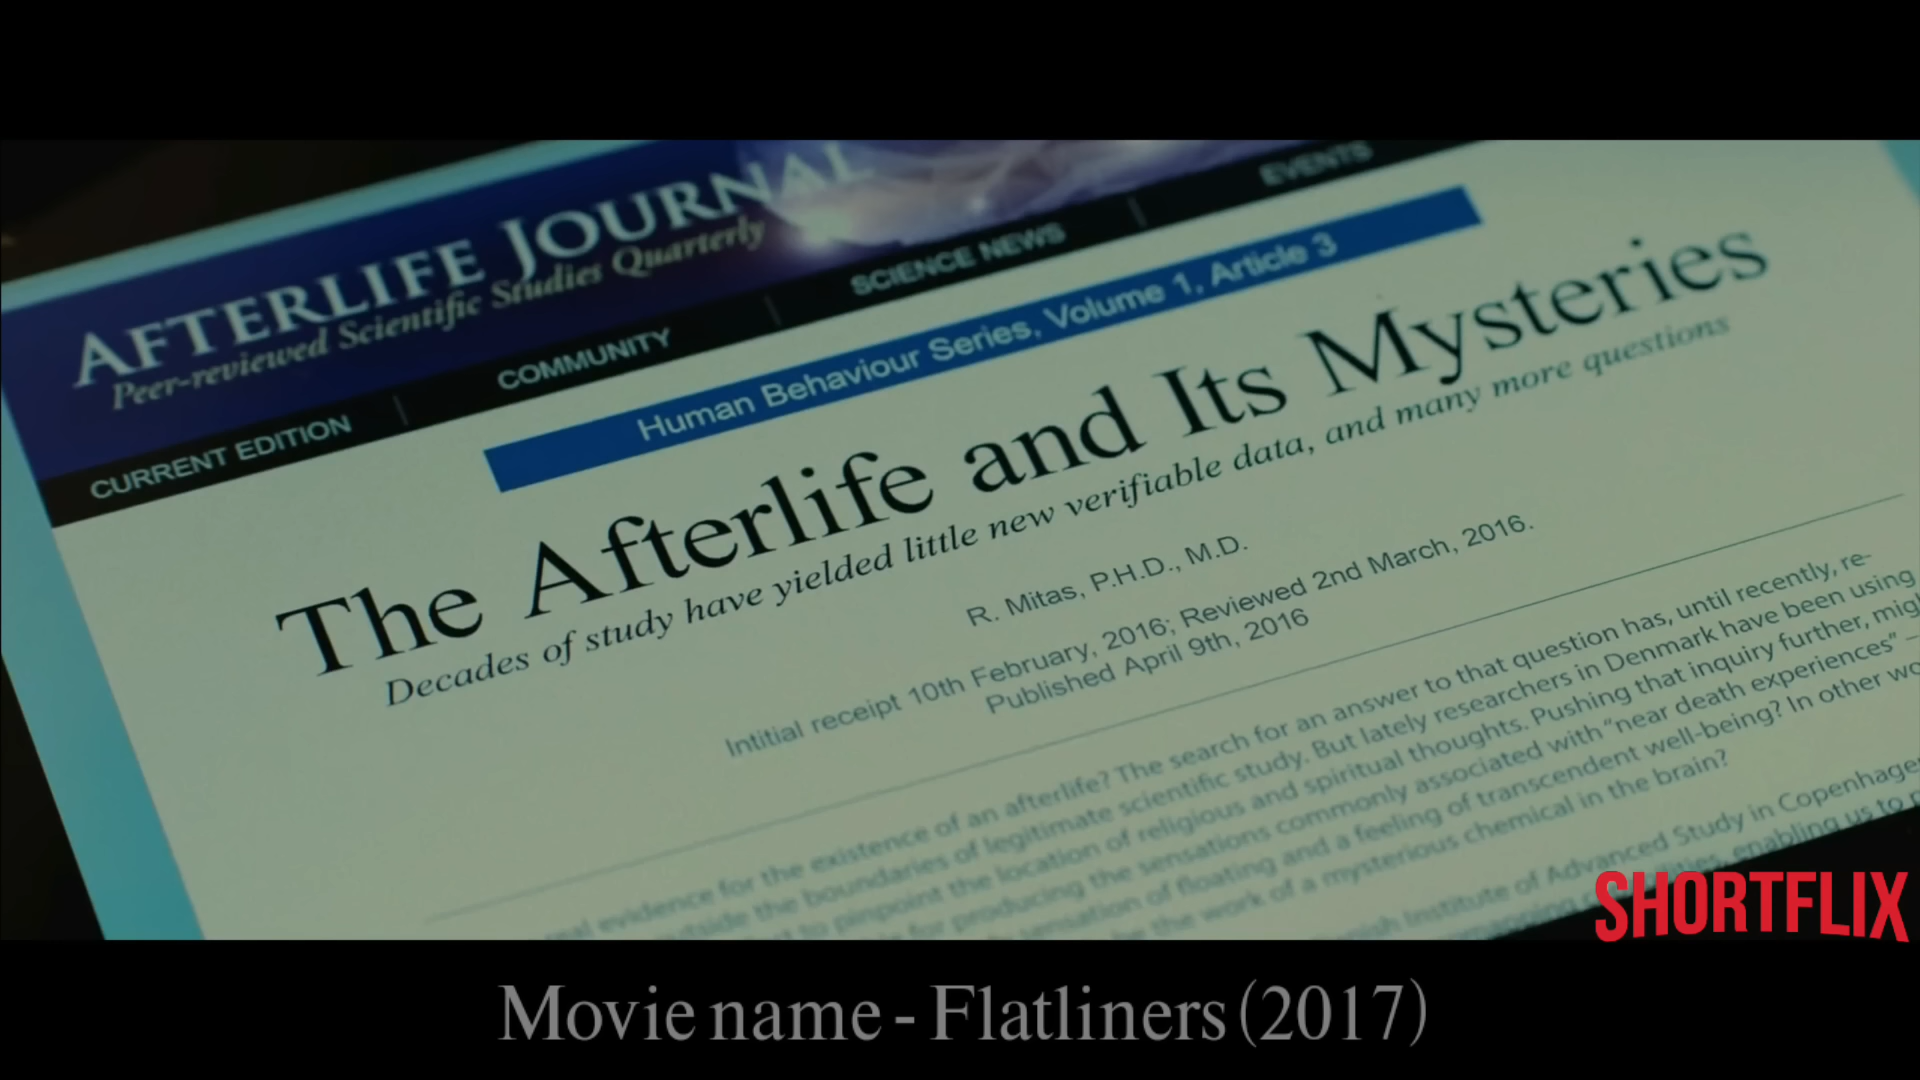 AFTERLIFE JOURNAL
Peer-reviewed Scientific Studies Quarterly
CURRENT EDITION
COMMUNITY
SCIENCE NEWS
EVENTS
Human Behaviour Series, Volume 1, Article 3
The Afterlife and Its Mysteries
Decades of study have yielded little new verifiable data, and many more questions
R. Mitas, P.H.D., M.D.
Intitial receipt 10th February, 2016; Reviewed 2nd March, 2016.
Published April 9th, 2016
evidence for the existence of an afterlife? The search for an answer to that question has, until recently, re-
the boundaries of legitimate scientific study. But lately researchers in Denmark have been using
to pinpoint the location of religious and spiritual thoughts. Pushing that inquiry further,
for producing the sensations commonly associated with “near death experiences” –
sensation of floating and a feeling of transcendent well-being? In other
be the work of a mysterious chemical in the brain?
Institute of Advanced Study in Copenhagen
enabling us to
SHORTFLIX
Movie name - Flatliners (2017)